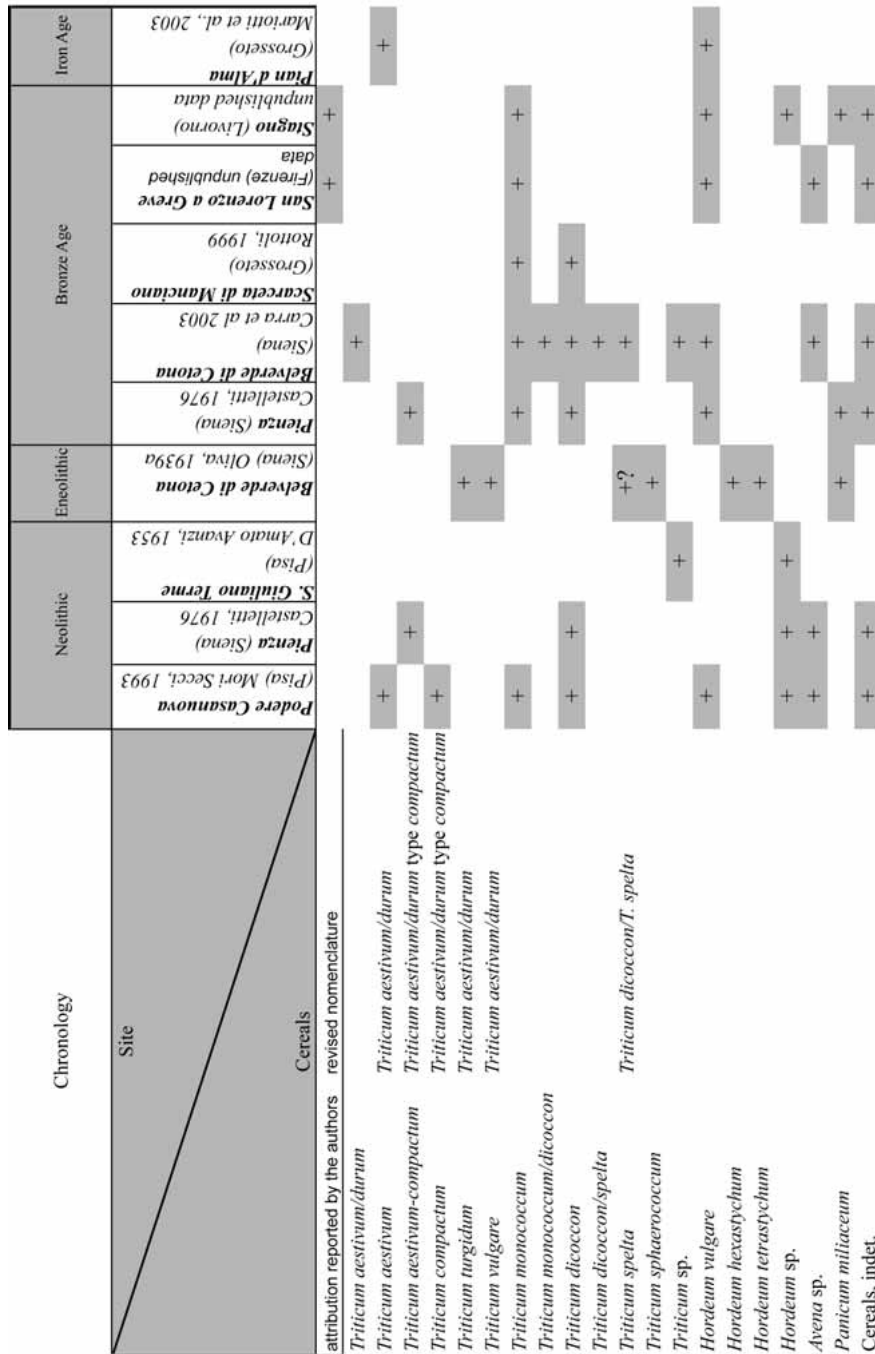 Chronology Neolithic Eneolithic Bronze Age Iron Age
Site
Cereals
Podere Casanuova
(Pisa) Mori Secci, 1993
Pienza (Siena)
Castelletti, 1976
S. Giuliano Terme
(Pisa)
D'Amato Avanzi, 1953
Belverde di Cetona
(Siena) Oliva, 1939a
Pienza (Siena)
Castelletti, 1976
Belverde di Cetona
(Siena)
Carra et al 2003
Scarceta di Manciano
(Grosseto)
Rottoli, 1999
San Lorenzo a Greve
(Firenze) unpublished
data
Stagno (Livorno)
unpublished data
Pian d'Alma
(Grosseto)
Mariotti et al., 2003
attribution reported by the authors revised nomenclature + +
Triticum aestivum/durum +
Triticum aestivum Triticum aestivum/durum + +
Triticum aestivum-compactum Triticum aestivum/durum type compactum + +
Triticum compactum Triticum aestivum/durum type compactum +
Triticum turgidum Triticum aestivum/durum +
Triticum vulgare Triticum aestivum/durum +
Triticum monococcum + + + + + +
Triticum monococcum/dicoccon +
Triticum dicoccon + + + + +
Triticum dicoccon/spelta +
Triticum spelta Triticum dicoccon/T. spelta +? +
Triticum sphaerococcum +
Triticum sp. + +
Hordeum vulgare + + + + + +
Hordeum hexastychum +
Hordeum tetrastychum +
Hordeum sp. + + + +
Avena sp. + + + +
Panicum miliaceum + + +
Cereals, indet. + + + + + +